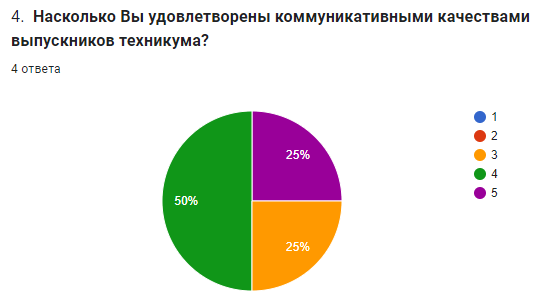 4. Насколько Вы удовлетворены коммуникативными качествами
выпускников техникума?
4 ответа
25%
50%
25%
1
2
3
4
5